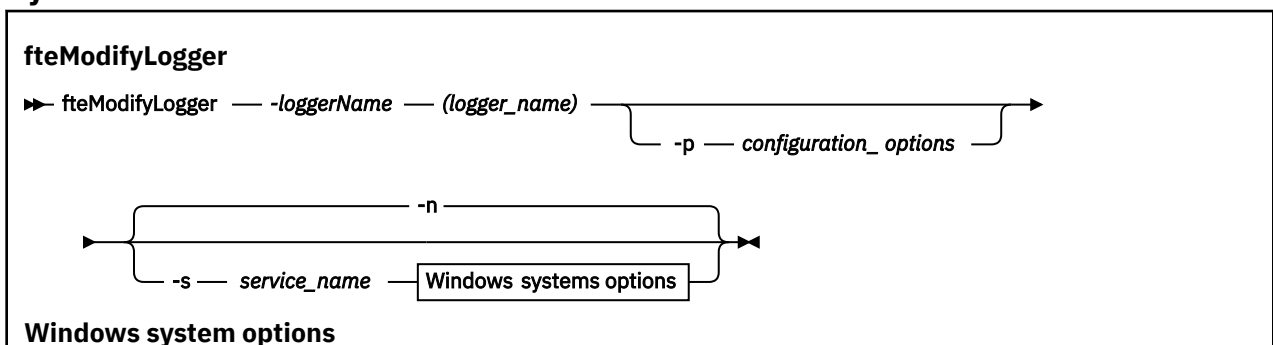 fteModifyLogger
fteModifyLogger -loggerName (logger_name)
-p configuration_ options
-n
-s service_name Windows systems options
Windows system options